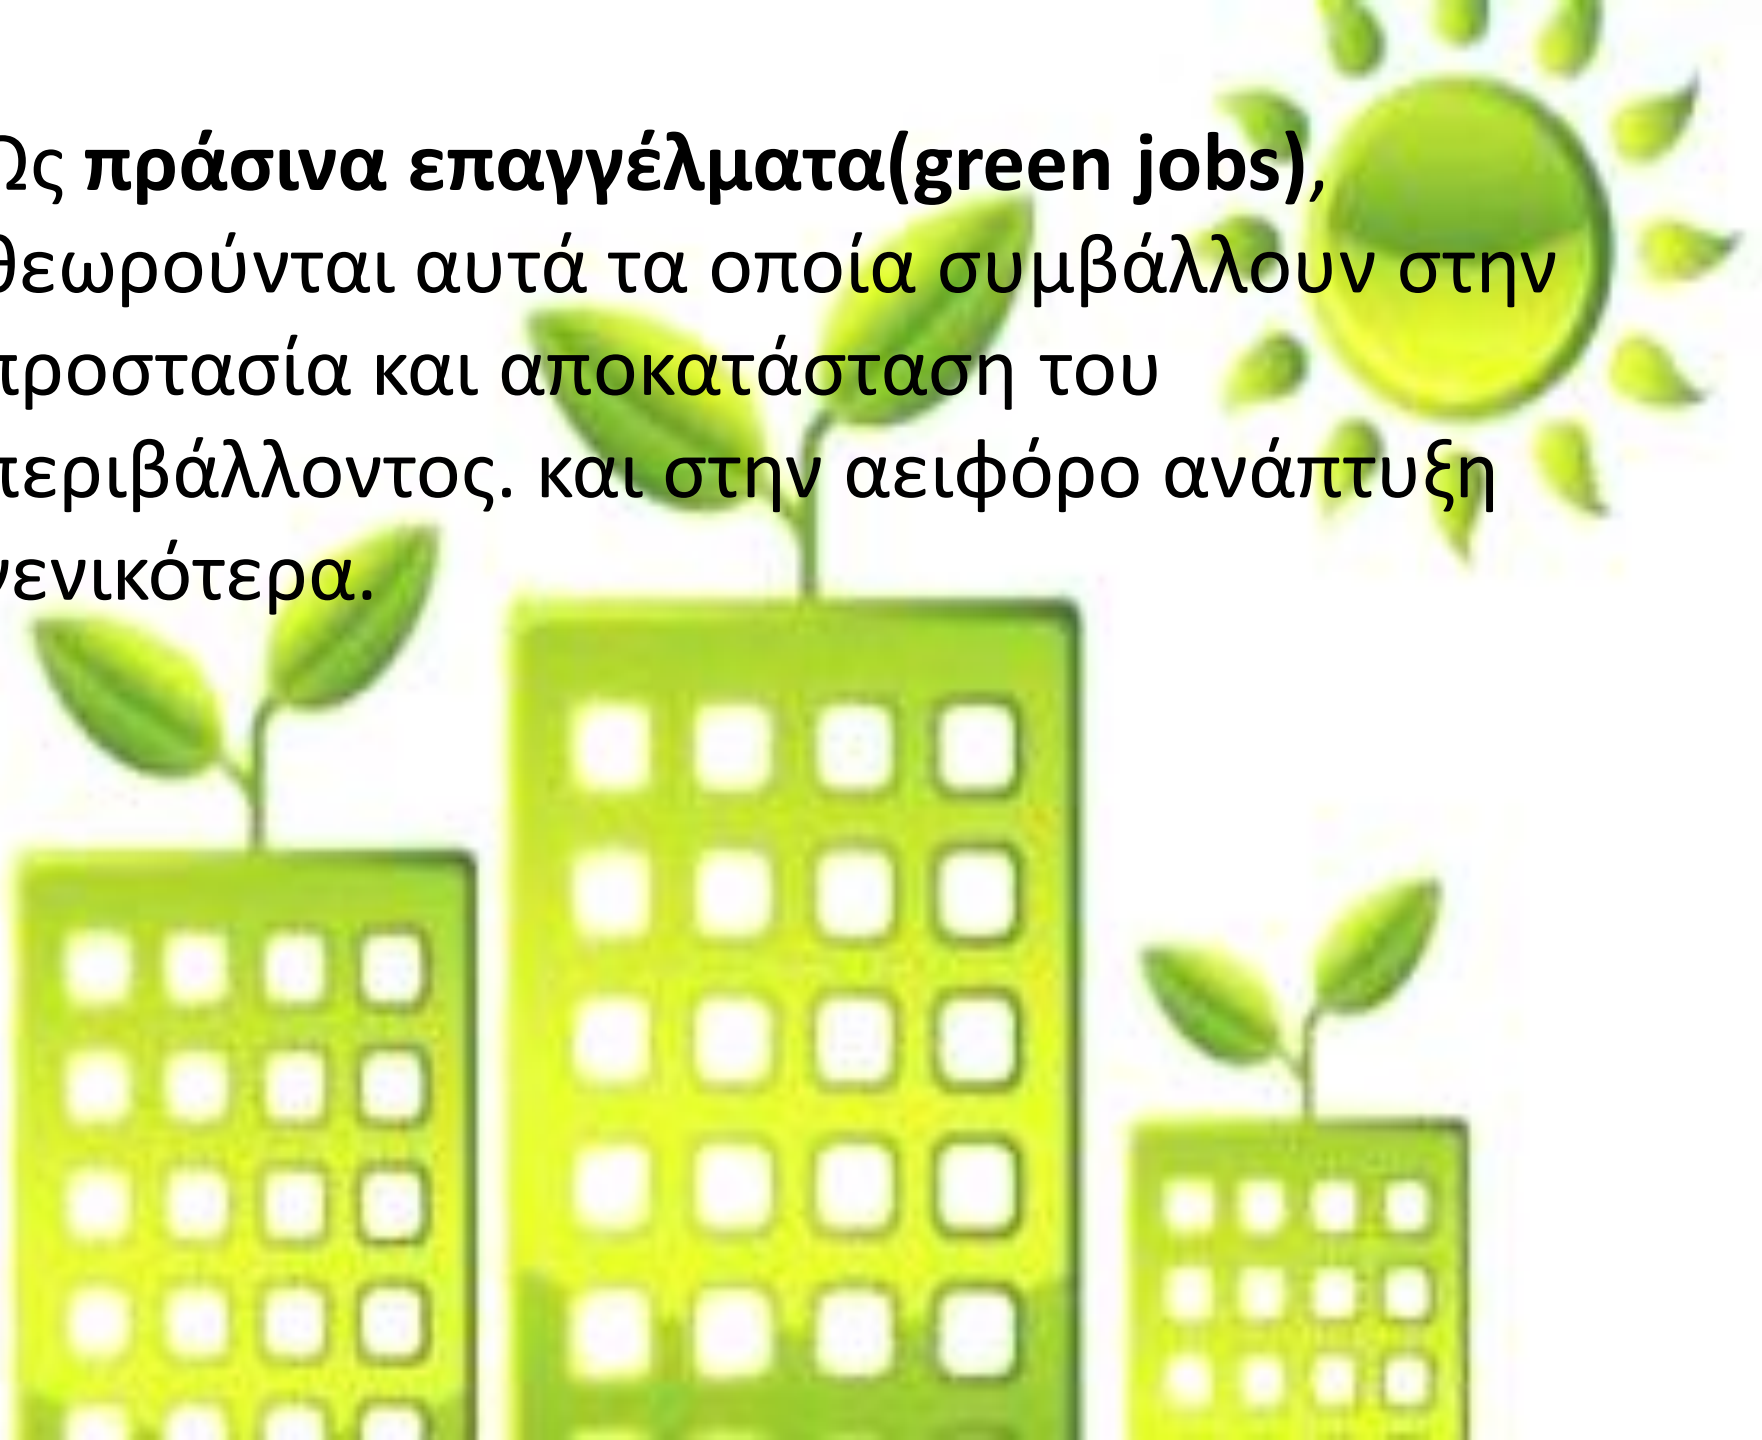 Ως πράσινα επαγγέλματα(green jobs),
θεωρούνται αυτά τα οποία συμβάλλουν στην
προστασία και αποκατάσταση του
περιβάλλοντος. και στην αειφόρο ανάπτυξη
γενικότερα.